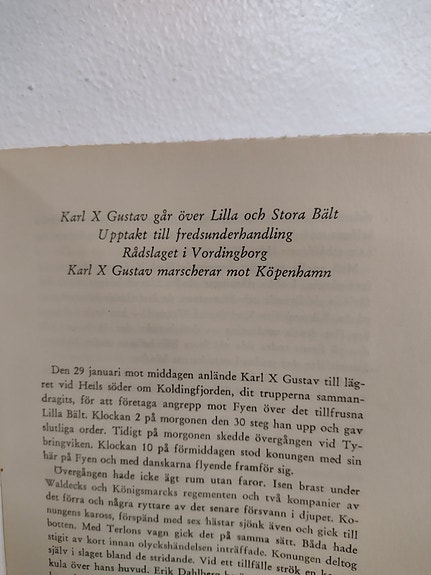 Karl X Gustav går över Lilla och Stora Bält
Upptakt till fredsunderhandling
Rådslaget i Vordingborg
Karl X Gustav marscherar mot Köpenhamn
Den 29 januari mot middagen anlände Karl X Gustav till läg-
ret vid Heils söder om Koldingfjorden, dit trupperna samman-
dragits, för att företaga angrepp mot Fyen över det tillfrusna
Lilla Bält. Klockan 2 på morgonen den 30 steg han upp och gav
slutliga order. Tidigt på morgonen skedde övergången vid Ty-
bringviken. Klockan 10 på förmiddagen stod konungen med sin
här på Fyen och med danskarna flyende framför sig.
Övergången hade icke ägt rum utan faror. Isen brast under
Waldecks och Königsmarcks regementen och två kompanier av
det förra och några ryttare av det senare försvann i djupet. Ko-
nungens kaross, förspänd med sex hästar sjönk även och gick till
botten. Med Terlons vagn gick det på samma sätt. Båda hade
stigit av kort innan olyckshändelsen inträffade. Konungen deltog
själv i slaget bland de stridande. Vid ett tillfälle strök en
kula över hans huvud. Erik Dahlberg